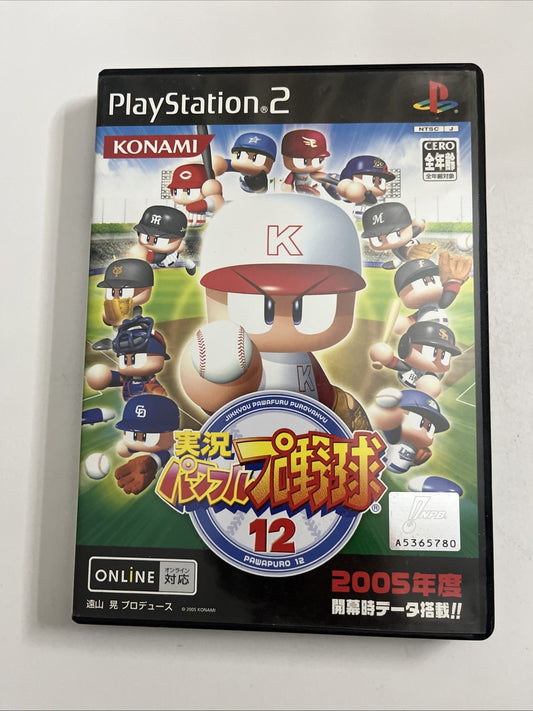 PlayStation®2
NTSC J
KONAMI
CERO
全年齢
全年齢対象
K
K
JIKKYOU PAWAFURU PUROYAKYU
実況
パワフルプロ野球®
12
PAWAPURO 12
NPB
A5365780
ONLiNE オンライン
対応
2005年度
開幕時データ搭載!!
遠山 晃 プロデュース
© 2005 KONAMI